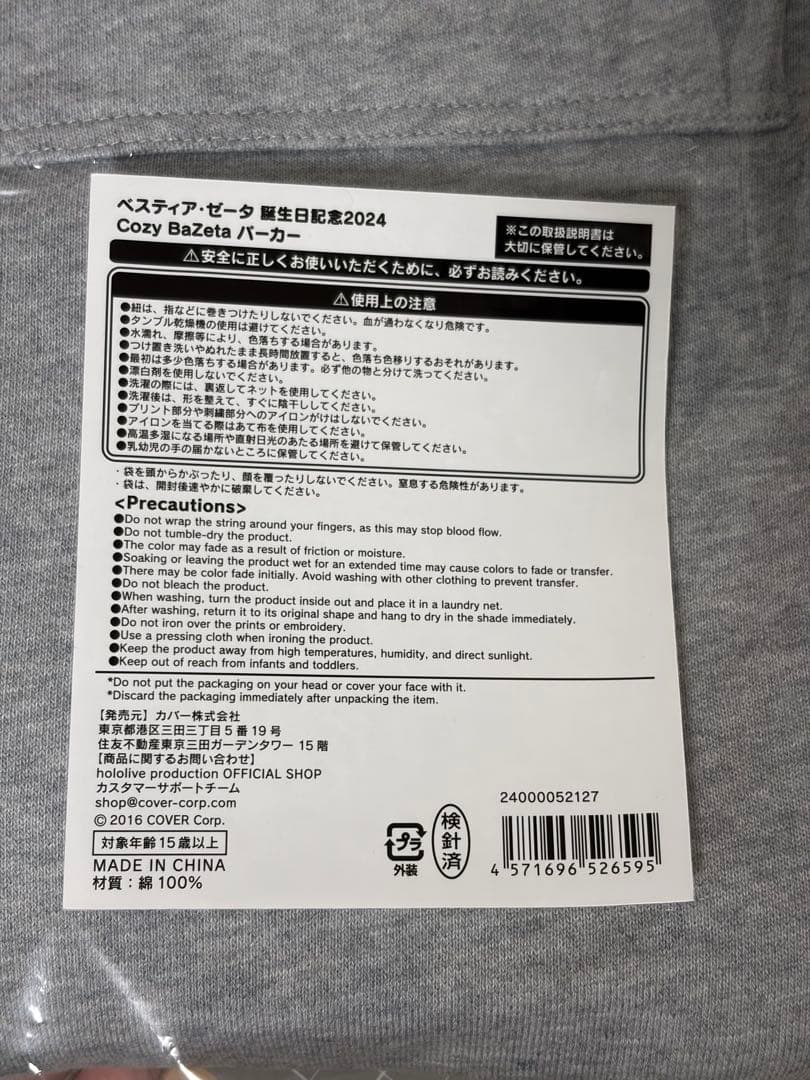 ベスティア・ゼータ 誕生日記念2024
Cozy BaZeta パーカー
※この取扱説明書は
大切に保管してください。
⚠安全に正しくお使いいただくために、必ずお読みください。
⚠使用上の注意
●紐は、指などに巻きつけたりしないでください。血が通わなくなり危険です。
●タンブル乾燥機の使用は避けてください。
●水濡れ、摩擦等により、色落ちする場合があります。
●つけ置き洗いやぬれたまま長時間放置すると、色落ち色移りするおそれがあります。
●最初は多少色落ちする場合があります。必ず他の物と分けて洗ってください。
●漂白剤を使用しないでください。
●洗濯の際には、裏返してネットを使用してください。
●洗濯後は、形を整えて、すぐに陰干ししてください。
●プリント部分や刺繍部分へのアイロンがけはしないでください。
●アイロンを当てる際はあて布を使用してください。
●高温多湿になる場所や直射日光のあたる場所を避けて保管してください。
●乳幼児の手の届かないところに保管してください。
・袋を頭からかぶったり、顔を覆ったりしないでください。窒息する危険性があります。
・袋は、開封後速やかに破棄してください。
<Precautions>
●Do not wrap the string around your fingers, as this may stop blood flow.
●Do not tumble-dry the product.
●The color may fade as a result of friction or moisture.
●Soaking or leaving the product wet for an extended time may cause colors to fade or transfer.
●There may be color fade initially. Avoid washing with other clothing to prevent transfer.
●Do not bleach the product.
●When washing, turn the product inside out and place it in a laundry net.
●After washing, return it to its original shape and hang to dry in the shade immediately.
●Do not iron over the prints or embroidery.
●Use a pressing cloth when ironing the product.
●Keep the product away from high temperatures, humidity, and direct sunlight.
●Keep out of reach from infants and toddlers.
*Do not put the packaging on your head or cover your face with it.
*Discard the packaging immediately after unpacking the item.
【発売元】カバー株式会社
東京都港区三田三丁目5番19号
住友不動産東京三田ガーデンタワー 15階
【商品に関するお問い合わせ】
hololive production OFFICIAL SHOP
カスタマーサポートチーム
shop@cover-corp.com
© 2016 COVER Corp.
対象年齢15歳以上
MADE IN CHINA
材質：綿100%
プラ
外装
検針済
24000052127
4 571696 526595